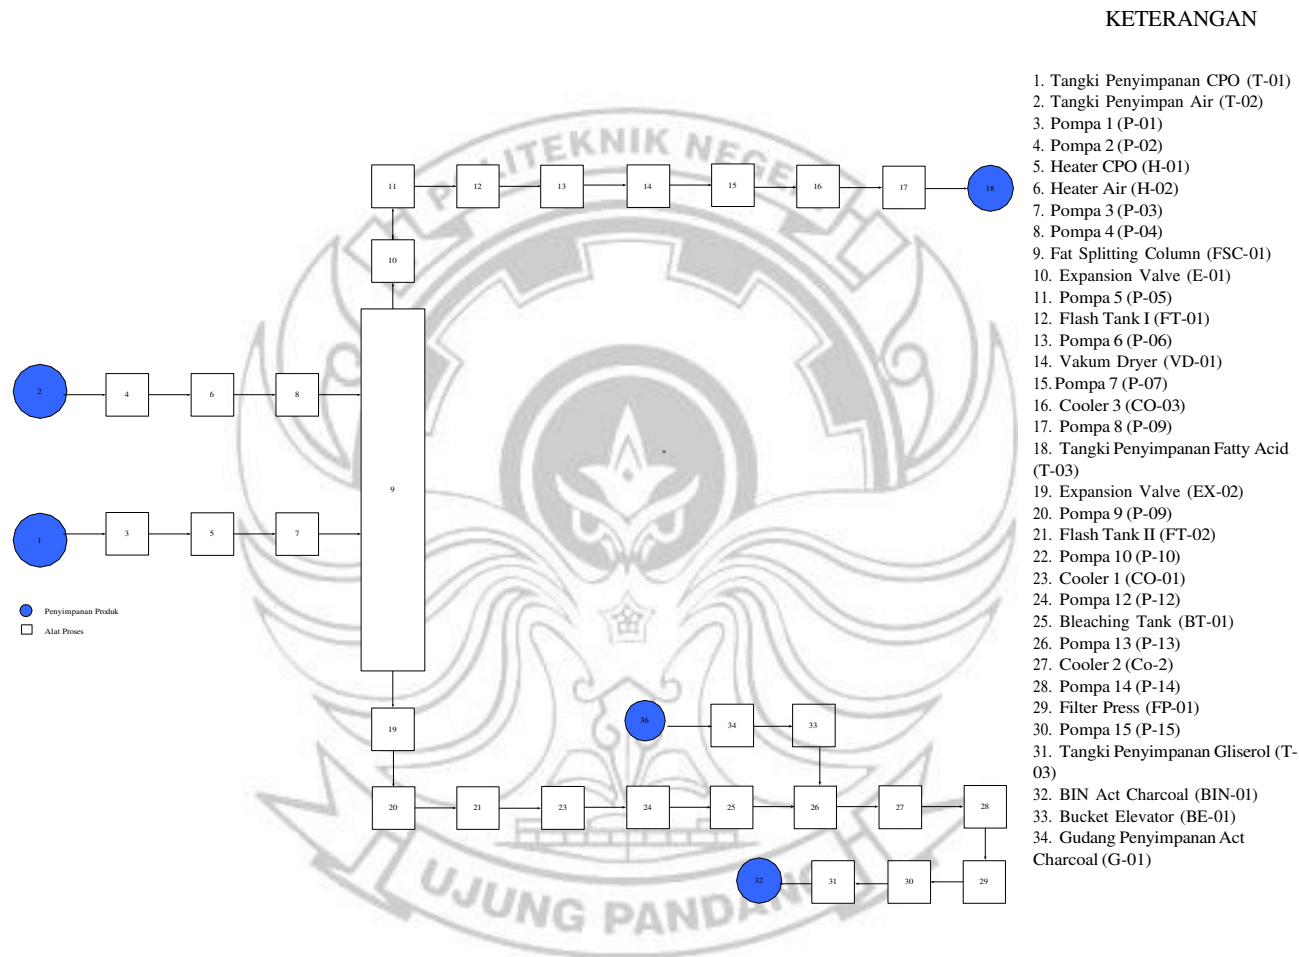 KETERANGAN
1. Tangki Penyimpanan CPO (T-01)
2. Tangki Penyimpan Air (T-02)
3. Pompa 1 (P-01)
4. Pompa 2 (P-02)
5. Heater CPO (H-01)
6. Heater Air (H-02)
7. Pompa 3 (P-03)
8. Pompa 4 (P-04)
9. Fat Splitting Column (FSC-01)
10. Expansion Valve (E-01)
11. Pompa 5 (P-05)
12. Flash Tank I (FT-01)
13. Pompa 6 (P-06)
14. Vakum Dryer (VD-01)
15. Pompa 7 (P-07)
16. Cooler 3 (CO-03)
17. Pompa 8 (P-09)
18. Tangki Penyimpanan Fatty Acid
(T-03)
19. Expansion Valve (EX-02)
20. Pompa 9 (P-09)
21. Flash Tank II (FT-02)
22. Pompa 10 (P-10)
23. Cooler 1 (CO-01)
24. Pompa 12 (P-12)
25. Bleaching Tank (BT-01)
26. Pompa 13 (P-13)
27. Cooler 2 (Co-2)
28. Pompa 14 (P-14)
29. Filter Press (FP-01)
30. Pompa 15 (P-15)
31. Tangki Penyimpanan Gliserol (T-
03)
32. BIN Act Charcoal (BIN-01)
33. Bucket Elevator (BE-01)
34. Gudang Penyimpanan Act
Charcoal (G-01)
POLITEKNIK NEGERI
11 12 13 14 15 16 17 18
10
2 4 6 8
9
1 3 5 7
Penyimpanan Produk
Alat Proses
19
36 34 33
20 21 23 24 25 26 27 28
32 31 30 29
UJUNG PANDANG